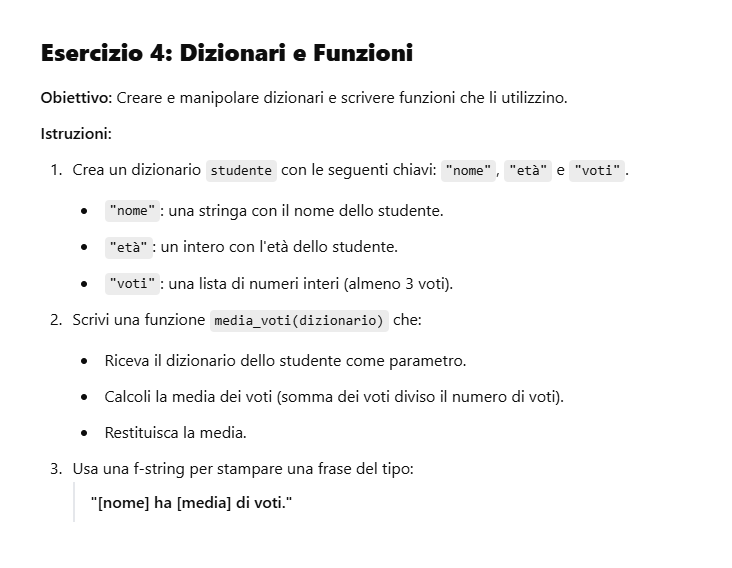 Esercizio 4: Dizionari e Funzioni
Obiettivo: Creare e manipolare dizionari e scrivere funzioni che li utilizzino.
Istruzioni:
1. Crea un dizionario studente con le seguenti chiavi: "nome", "età" e "voti".
• "nome": una stringa con il nome dello studente.
• "età": un intero con l'età dello studente.
• "voti": una lista di numeri interi (almeno 3 voti).
2. Scrivi una funzione media_voti(dizionario) che:
• Riceva il dizionario dello studente come parametro.
• Calcoli la media dei voti (somma dei voti diviso il numero di voti).
• Restituisca la media.
3. Usa una f-string per stampare una frase del tipo:
"[nome] ha [media] di voti."